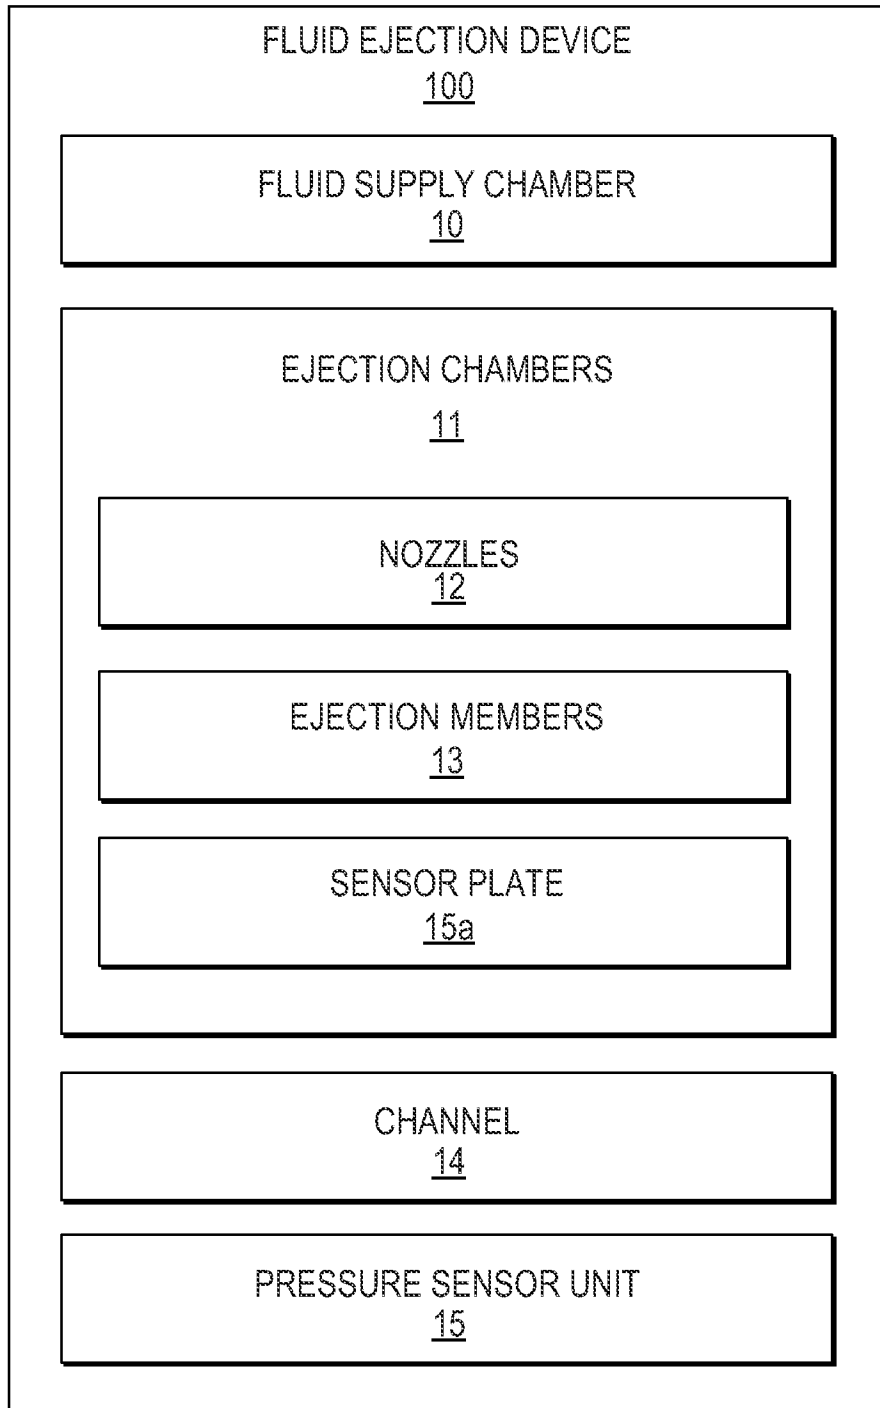 FLUID EJECTION DEVICE
100
FLUID SUPPLY CHAMBER
10
EJECTION CHAMBERS
11
NOZZLES
12
EJECTION MEMBERS
13
SENSOR PLATE
15a
CHANNEL
14
PRESSURE SENSOR UNIT
15